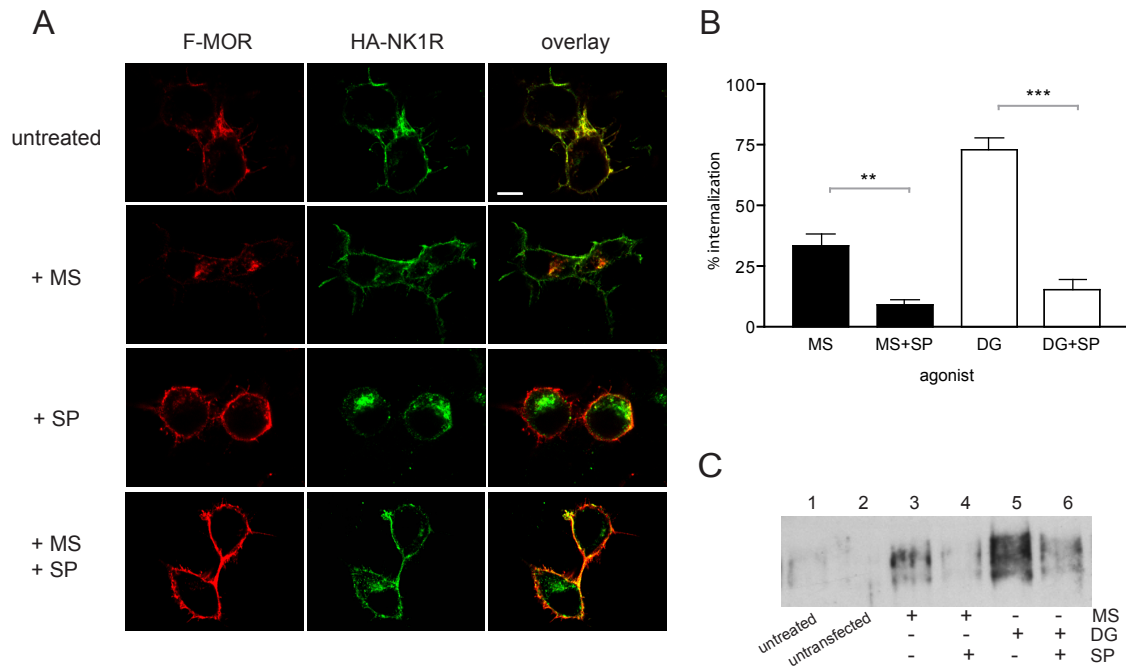 A
F-MOR HA-NK1R overlay
untreated
+ MS
+ SP
+ MS
+ SP
B
% internalization
100
75
50
25
0
**
***
MS MS+SP DG DG+SP
agonist
C
1 2 3 4 5 6
untreated
untransfected
+ + - - MS
- - + + DG
- + - + SP